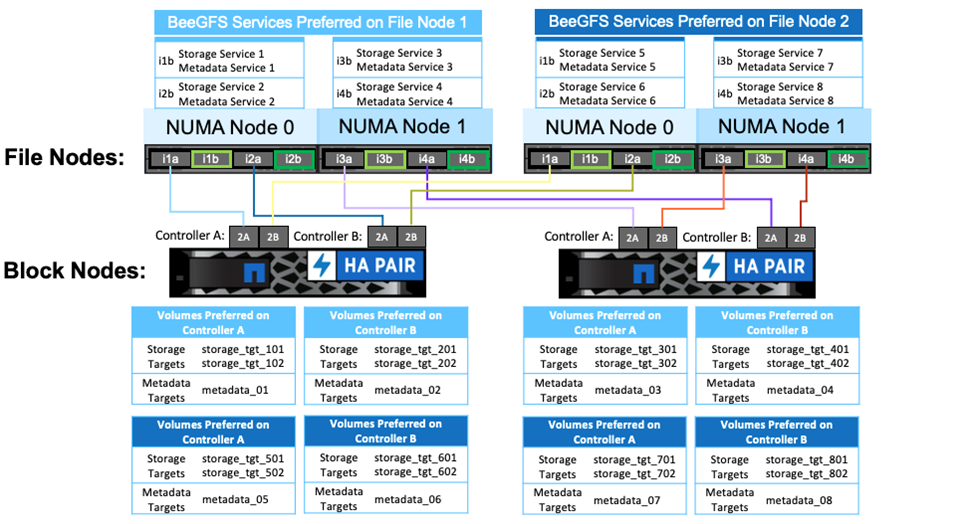 BeeGFS Services Preferred on File Node 1
BeeGFS Services Preferred on File Node 2
i1b Storage Service 1
Metadata Service 1
i3b Storage Service 3
Metadata Service 3
i1b Storage Service 5
Metadata Service 5
i3b Storage Service 7
Metadata Service 7
i2b Storage Service 2
Metadata Service 2
i4b Storage Service 4
Metadata Service 4
i2b Storage Service 6
Metadata Service 6
i4b Storage Service 8
Metadata Service 8
NUMA Node 0
NUMA Node 1
NUMA Node 0
NUMA Node 1
File Nodes:
i1a i1b i2a i2b i3a i3b i4a i4b
i1a i1b i2a i2b i3a i3b i4a i4b
Controller A: 2A 2B Controller B: 2A 2B
Controller A: 2A 2B Controller B: 2A 2B
Block Nodes:
HA PAIR
HA PAIR
Volumes Preferred on
Controller A
Storage storage_tgt_101
Targets storage_tgt_102
Metadata
Targets metadata_01
Volumes Preferred on
Controller B
Storage storage_tgt_201
Targets storage_tgt_202
Metadata
Targets metadata_02
Volumes Preferred on
Controller A
Storage storage_tgt_301
Targets storage_tgt_302
Metadata
Targets metadata_03
Volumes Preferred on
Controller B
Storage storage_tgt_401
Targets storage_tgt_402
Metadata
Targets metadata_04
Volumes Preferred on
Controller A
Storage storage_tgt_501
Targets storage_tgt_502
Metadata
Targets metadata_05
Volumes Preferred on
Controller B
Storage storage_tgt_601
Targets storage_tgt_602
Metadata
Targets metadata_06
Volumes Preferred on
Controller A
Storage storage_tgt_701
Targets storage_tgt_702
Metadata
Targets metadata_07
Volumes Preferred on
Controller B
Storage storage_tgt_801
Targets storage_tgt_802
Metadata
Targets metadata_08